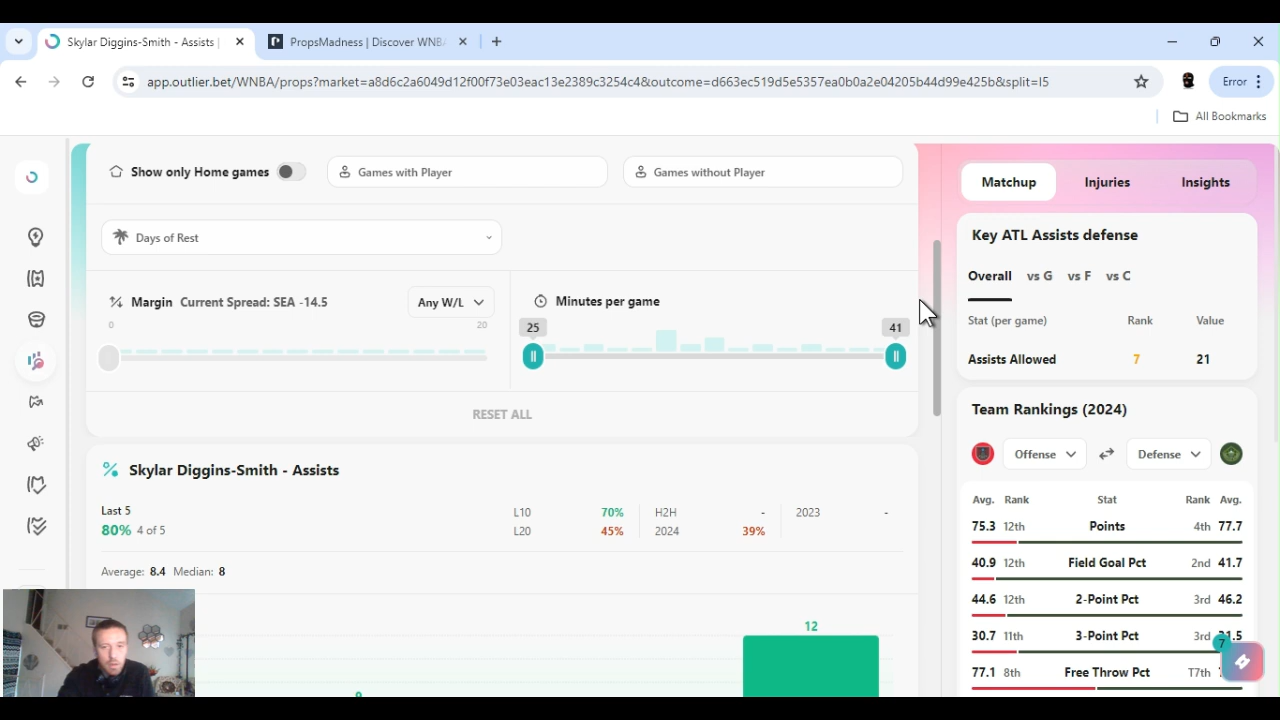 Skylar Diggins-Smith - Assists |
PropsMadness | Discover WNB
app.outlier.bet/WNBA/props?market=a8d6c2a6049d12f00f73e03eac13e2389c3254c4&outcome=d663ec519d5e5357ea0b0a2e04205b44d99e425b&split=l5
Error
All Bookmarks
Show only Home games
Games with Player
Games without Player
Days of Rest
Margin Current Spread: SEA -14.5
Any W/L
0 20
Minutes per game
25 41
RESET ALL
Skylar Diggins-Smith - Assists
Last 5
80% 4 of 5
L10 70% H2H - 2023 -
L20 45% 2024 39%
Average: 8.4 Median: 8
12
Matchup Injuries Insights
Key ATL Assists defense
Overall vs G vs F vs C
Stat (per game) Rank Value
Assists Allowed 7 21
Team Rankings (2024)
Offense Defense
Avg. Rank Stat Rank Avg.
75.3 12th Points 4th 77.7
40.9 12th Field Goal Pct 2nd 41.7
44.6 12th 2-Point Pct 3rd 46.2
30.7 11th 3-Point Pct 3rd
7
77.1 8th Free Throw Pct T7th